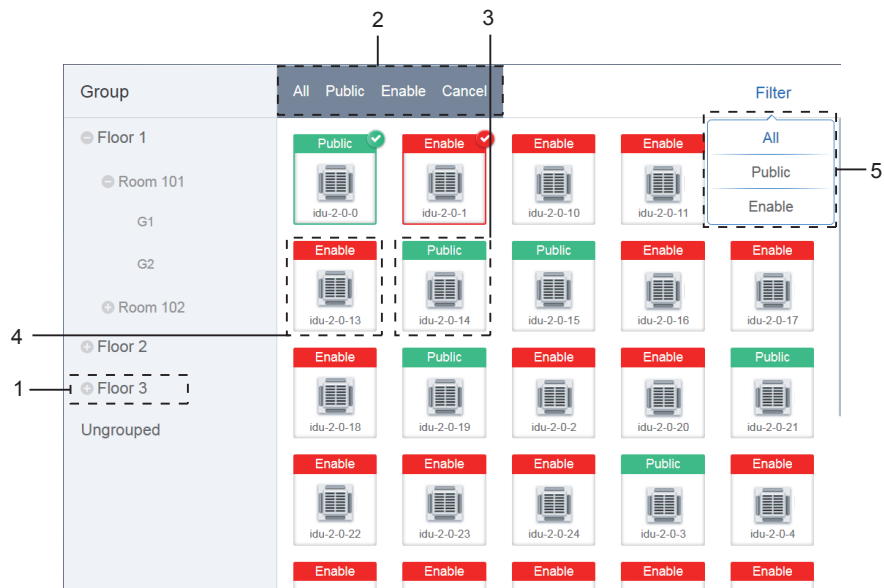 2
3
Group
All Public Enable Cancel
Filter
All
Public
Enable
5
Floor 1
Room 101
G1
G2
Room 102
Floor 2
Floor 3
Ungrouped
4
1
Public Enable Enable Enable
idu-2-0-0 idu-2-0-1 idu-2-0-10 idu-2-0-11
Enable Public Public Enable Enable
idu-2-0-13 idu-2-0-14 idu-2-0-15 idu-2-0-16 idu-2-0-17
Enable Public Enable Enable Public
idu-2-0-18 idu-2-0-19 idu-2-0-2 idu-2-0-20 idu-2-0-21
Enable Enable Enable Public Enable
idu-2-0-22 idu-2-0-23 idu-2-0-24 idu-2-0-3 idu-2-0-4
Enable Enable Enable Enable Enable